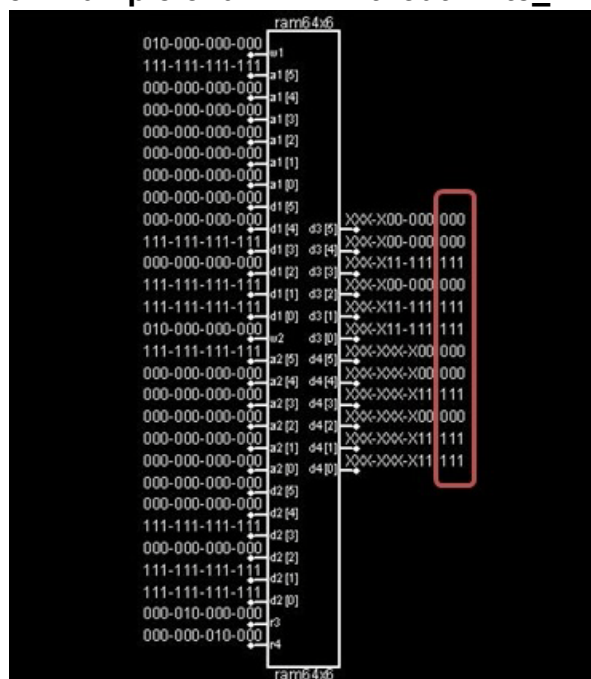 ram64x6
010-000-000-000 w1
111-111-111-111 a1 [5]
000-000-000-000 a1 [4]
000-000-000-000 a1 [3]
000-000-000-000 a1 [2]
000-000-000-000 a1 [1]
000-000-000-000 a1 [0]
000-000-000-000 d1 [5]
000-000-000-000 d1 [4] d3 [5] XXX-X00-000 000
111-111-111-111 d1 [3] d3 [4] XXX-X00-000 000
000-000-000-000 d1 [2] d3 [3] XXX-X11-111 111
111-111-111-111 d1 [1] d3 [2] XXX-X00-000 000
111-111-111-111 d1 [0] d3 [1] XXX-X11-111 111
010-000-000-000 w2 d3 [0] XXX-X11-111 111
111-111-111-111 a2 [5] d4 [5] XXX-XXX-X00 000
000-000-000-000 a2 [4] d4 [4] XXX-XXX-X00 000
000-000-000-000 a2 [3] d4 [3] XXX-XXX-X11 111
000-000-000-000 a2 [2] d4 [2] XXX-XXX-X00 000
000-000-000-000 a2 [1] d4 [1] XXX-XXX-X11 111
000-000-000-000 a2 [0] d4 [0] XXX-XXX-X11 111
000-000-000-000 d2 [5]
000-000-000-000 d2 [4]
111-111-111-111 d2 [3]
000-000-000-000 d2 [2]
111-111-111-111 d2 [1]
111-111-111-111 d2 [0]
000-010-000-000 r3
000-000-010-000 r4
ram64x6